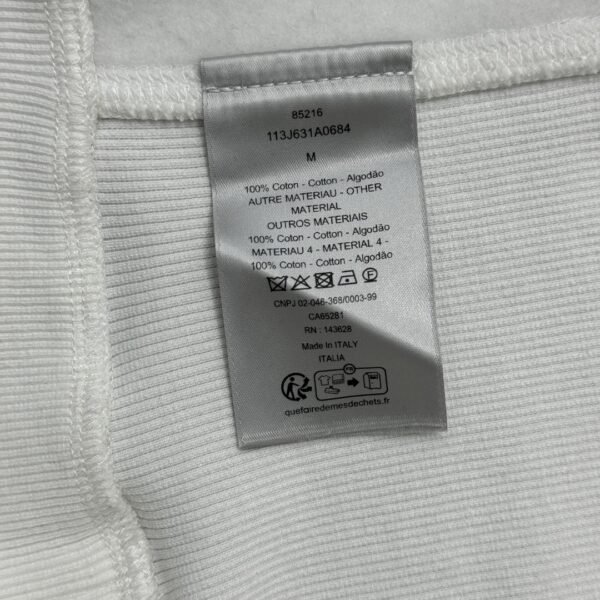 85216
113J631A0684
M
100% Coton - Cotton - Algodão
AUTRE MATERIAU - OTHER
MATERIAL
OUTROS MATERIAIS
100% Coton - Cotton - Algodão
MATERIAU 4 - MATERIAL 4 -
100% Coton - Cotton - Algodão
CNPJ 02-046-368/0003-99
CA65281
RN : 143628
Made In ITALY
ITALIA
FR
quefairedemesdechets.fr